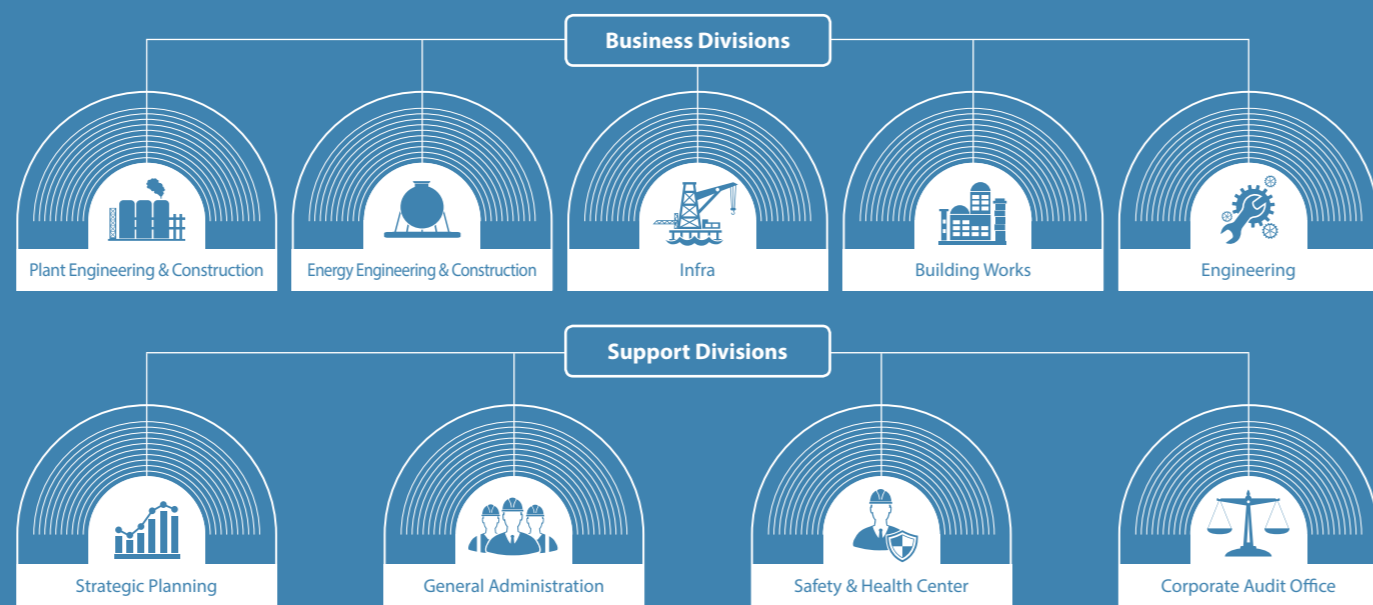 Business Divisions
Plant Engineering & Construction
Energy Engineering & Construction
Infra
Building Works
Engineering
Support Divisions
Strategic Planning
General Administration
Safety & Health Center
Corporate Audit Office